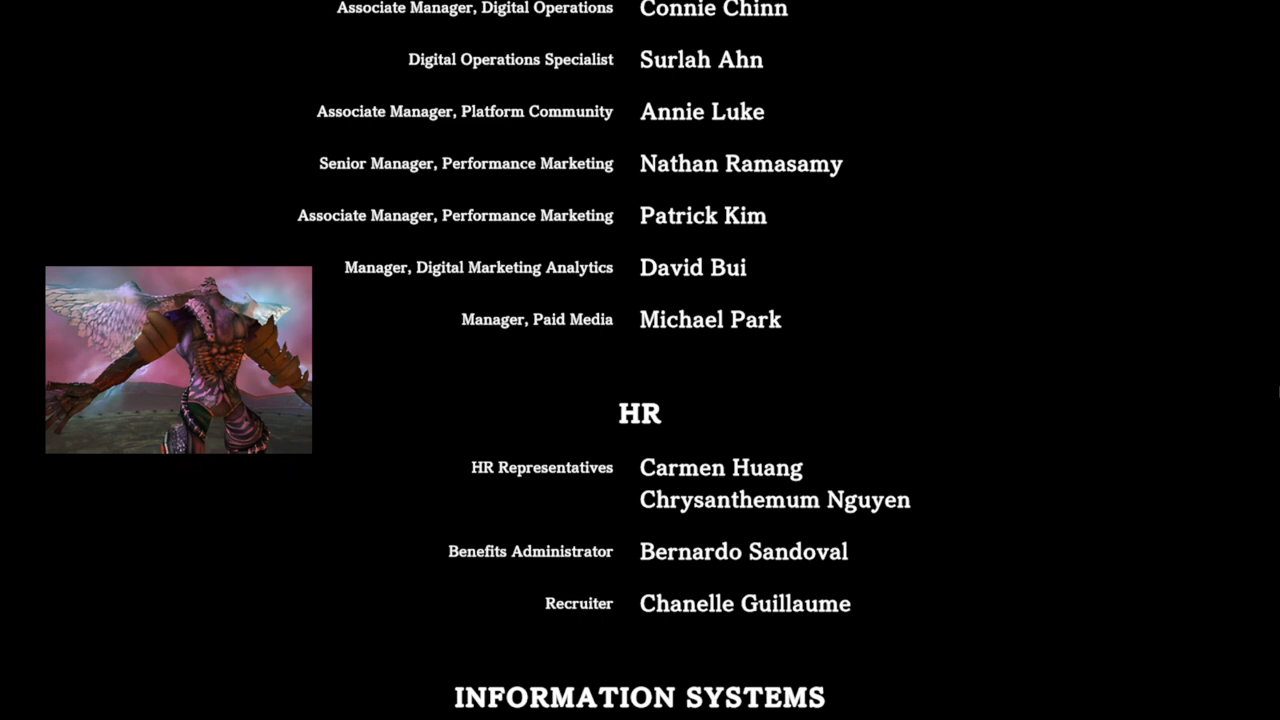 Associate Manager, Digital Operations Connie Chinn
Digital Operations Specialist Surlah Ahn
Associate Manager, Platform Community Annie Luke
Senior Manager, Performance Marketing Nathan Ramasamy
Associate Manager, Performance Marketing Patrick Kim
Manager, Digital Marketing Analytics David Bui
Manager, Paid Media Michael Park
HR
HR Representatives Carmen Huang
Chrysanthemum Nguyen
Benefits Administrator Bernardo Sandoval
Recruiter Chanelle Guillaume
INFORMATION SYSTEMS